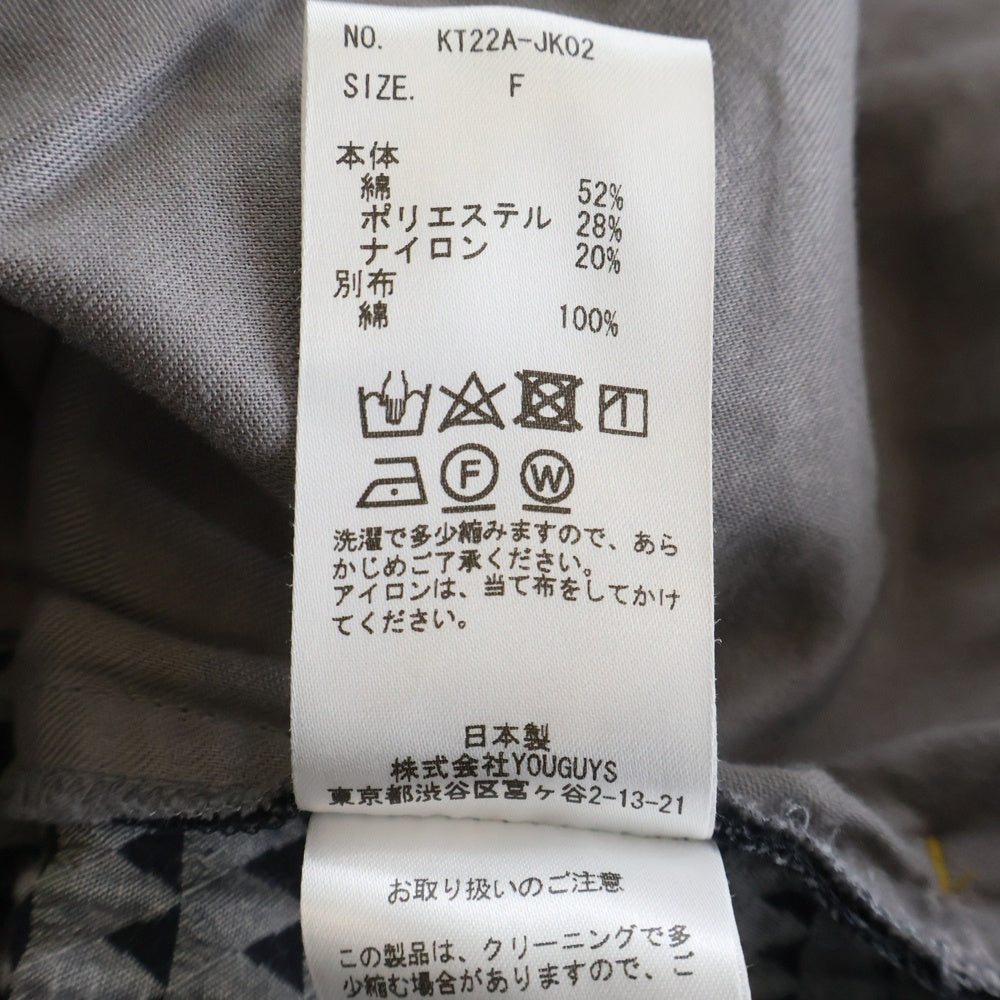 NO. KT22A-JK02
SIZE. F
本体
綿 52%
ポリエステル 28%
ナイロン 20%
別布
綿 100%
F W
洗濯で多少縮みますので、あら
かじめご了承ください。
アイロンは、当て布をしてかけ
てください。
日本製
株式会社YOUGUYS
東京都渋谷区富ヶ谷2-13-21
お取り扱いのご注意
この製品は、クリーニングで多
少縮む場合がありますので、ご